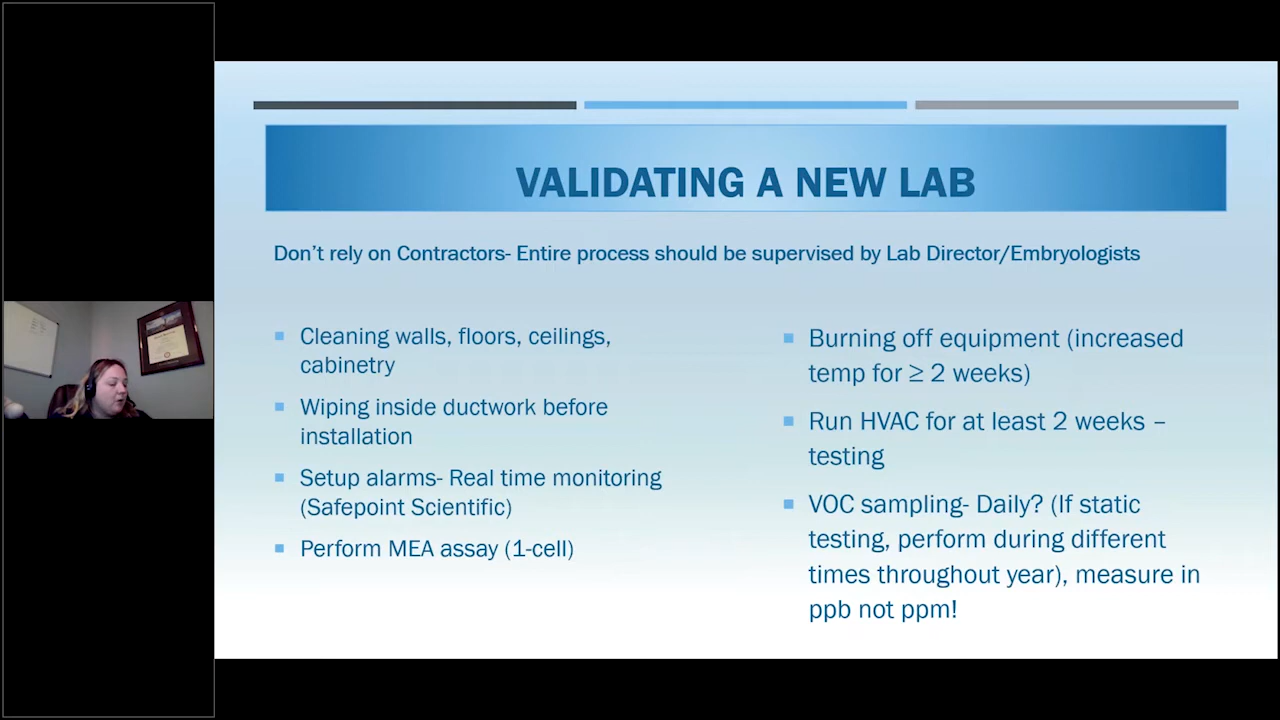 VALIDATING A NEW LAB
Don't rely on Contractors- Entire process should be supervised by Lab Director/Embryologists
Cleaning walls, floors, ceilings,
cabinetry
Wiping inside ductwork before
installation
Setup alarms- Real time monitoring
(Safepoint Scientific)
Perform MEA assay (1-cell)
Burning off equipment (increased
temp for ≥ 2 weeks)
Run HVAC for at least 2 weeks –
testing
VOC sampling- Daily? (If static
testing, perform during different
times throughout year), measure in
ppb not ppm!